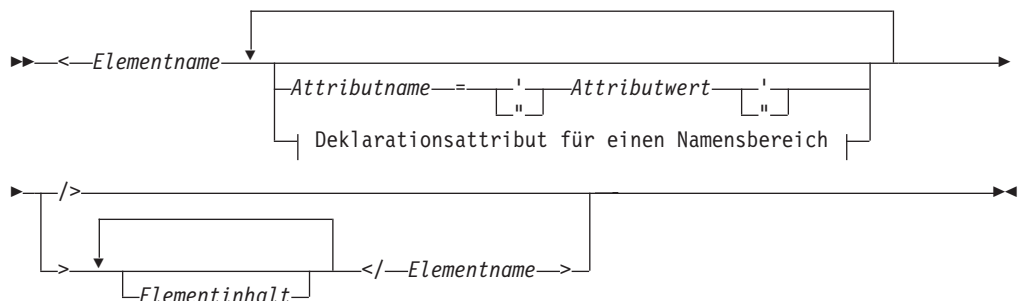 < Elementname
Attributname = ' Attributwert '
" "
Deklarationsattribut für einen Namensbereich
/>
> </ Elementname >
Elementinhalt